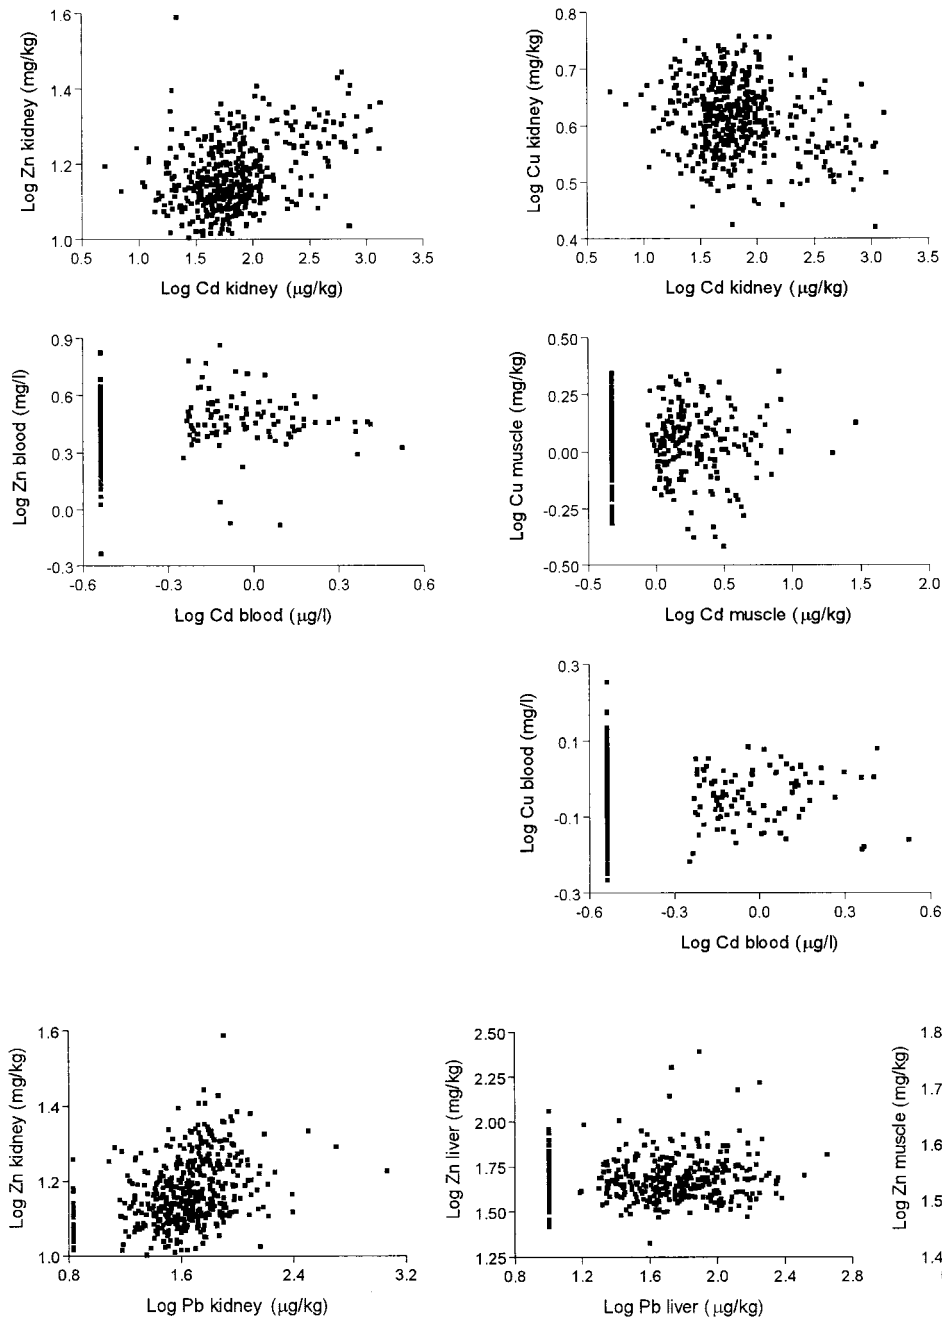 Log Zn kidney (mg/kg)
1.6
1.4
1.2
1.0
0.5 1.0 1.5 2.0 2.5 3.0 3.5
Log Cd kidney (µg/kg)
Log Cu kidney (mg/kg)
0.8
0.7
0.6
0.5
0.4
0.5 1.0 1.5 2.0 2.5 3.0 3.5
Log Cd kidney (µg/kg)
Log Zn blood (mg/l)
0.9
0.6
0.3
0.0
-0.3
-0.6 -0.3 0.0 0.3 0.6
Log Cd blood (µg/l)
Log Cu muscle (mg/kg)
0.50
0.25
0.00
-0.25
-0.50
-0.5 0.0 0.5 1.0 1.5 2.0
Log Cd muscle (µg/kg)
Log Cu blood (mg/l)
0.3
0.1
-0.1
-0.3
-0.6 -0.3 0.0 0.3 0.6
Log Cd blood (µg/l)
Log Zn kidney (mg/kg)
1.6
1.4
1.2
1.0
0.8 1.6 2.4 3.2
Log Pb kidney (µg/kg)
Log Zn liver (mg/kg)
2.50
2.25
2.00
1.75
1.50
1.25
0.8 1.2 1.6 2.0 2.4 2.8
Log Pb liver (µg/kg)
Log Zn muscle (mg/kg)
1.8
1.7
1.6
1.5
1.4